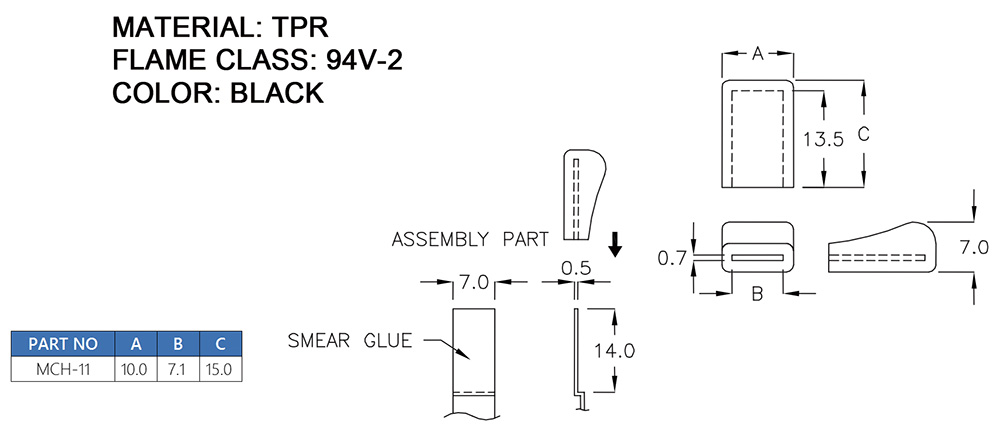 MATERIAL: TPR
FLAME CLASS: 94V-2
COLOR: BLACK
A
13.5
C
ASSEMBLY PART
7.0
0.5
0.7
B
7.0
SMEAR GLUE
14.0
PART NO A B C
MCH-11 10.0 7.1 15.0